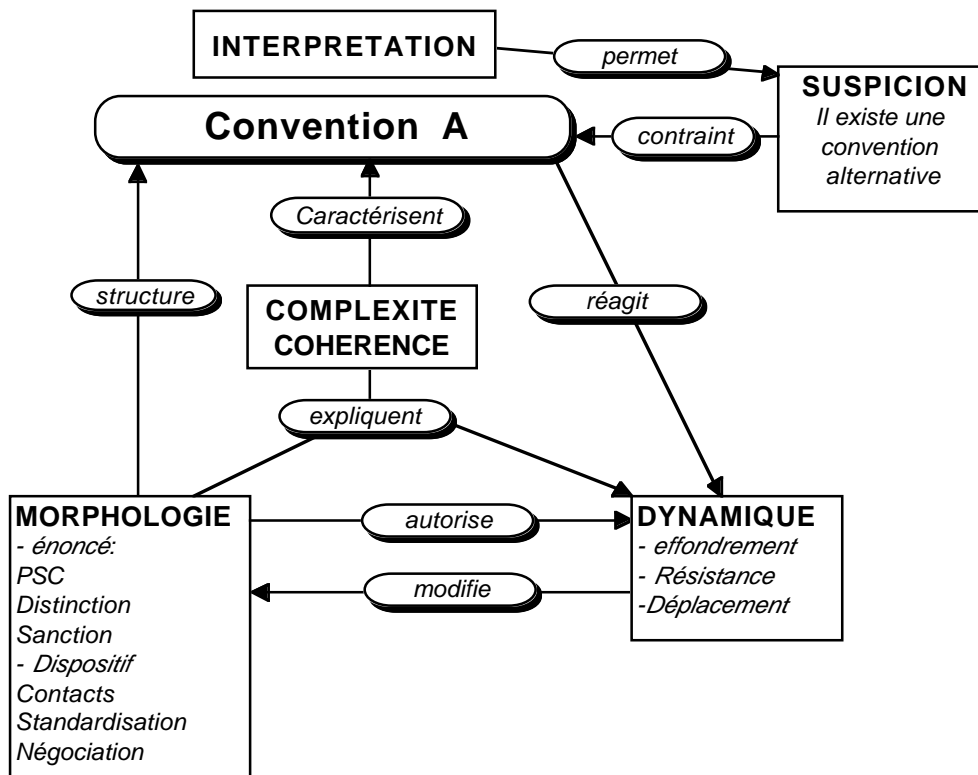 INTERPRETATION
permet
SUSPICION
Il existe une
convention
alternative
Convention A
contraint
Caractérisent
structure
réagit
COMPLEXITE
COHERENCE
expliquent
MORPHOLOGIE
- énoncé:
PSC
Distinction
Sanction
- Dispositif
Contacts
Standardisation
Négociation
autorise
modifie
DYNAMIQUE
- effondrement
- Résistance
-Déplacement